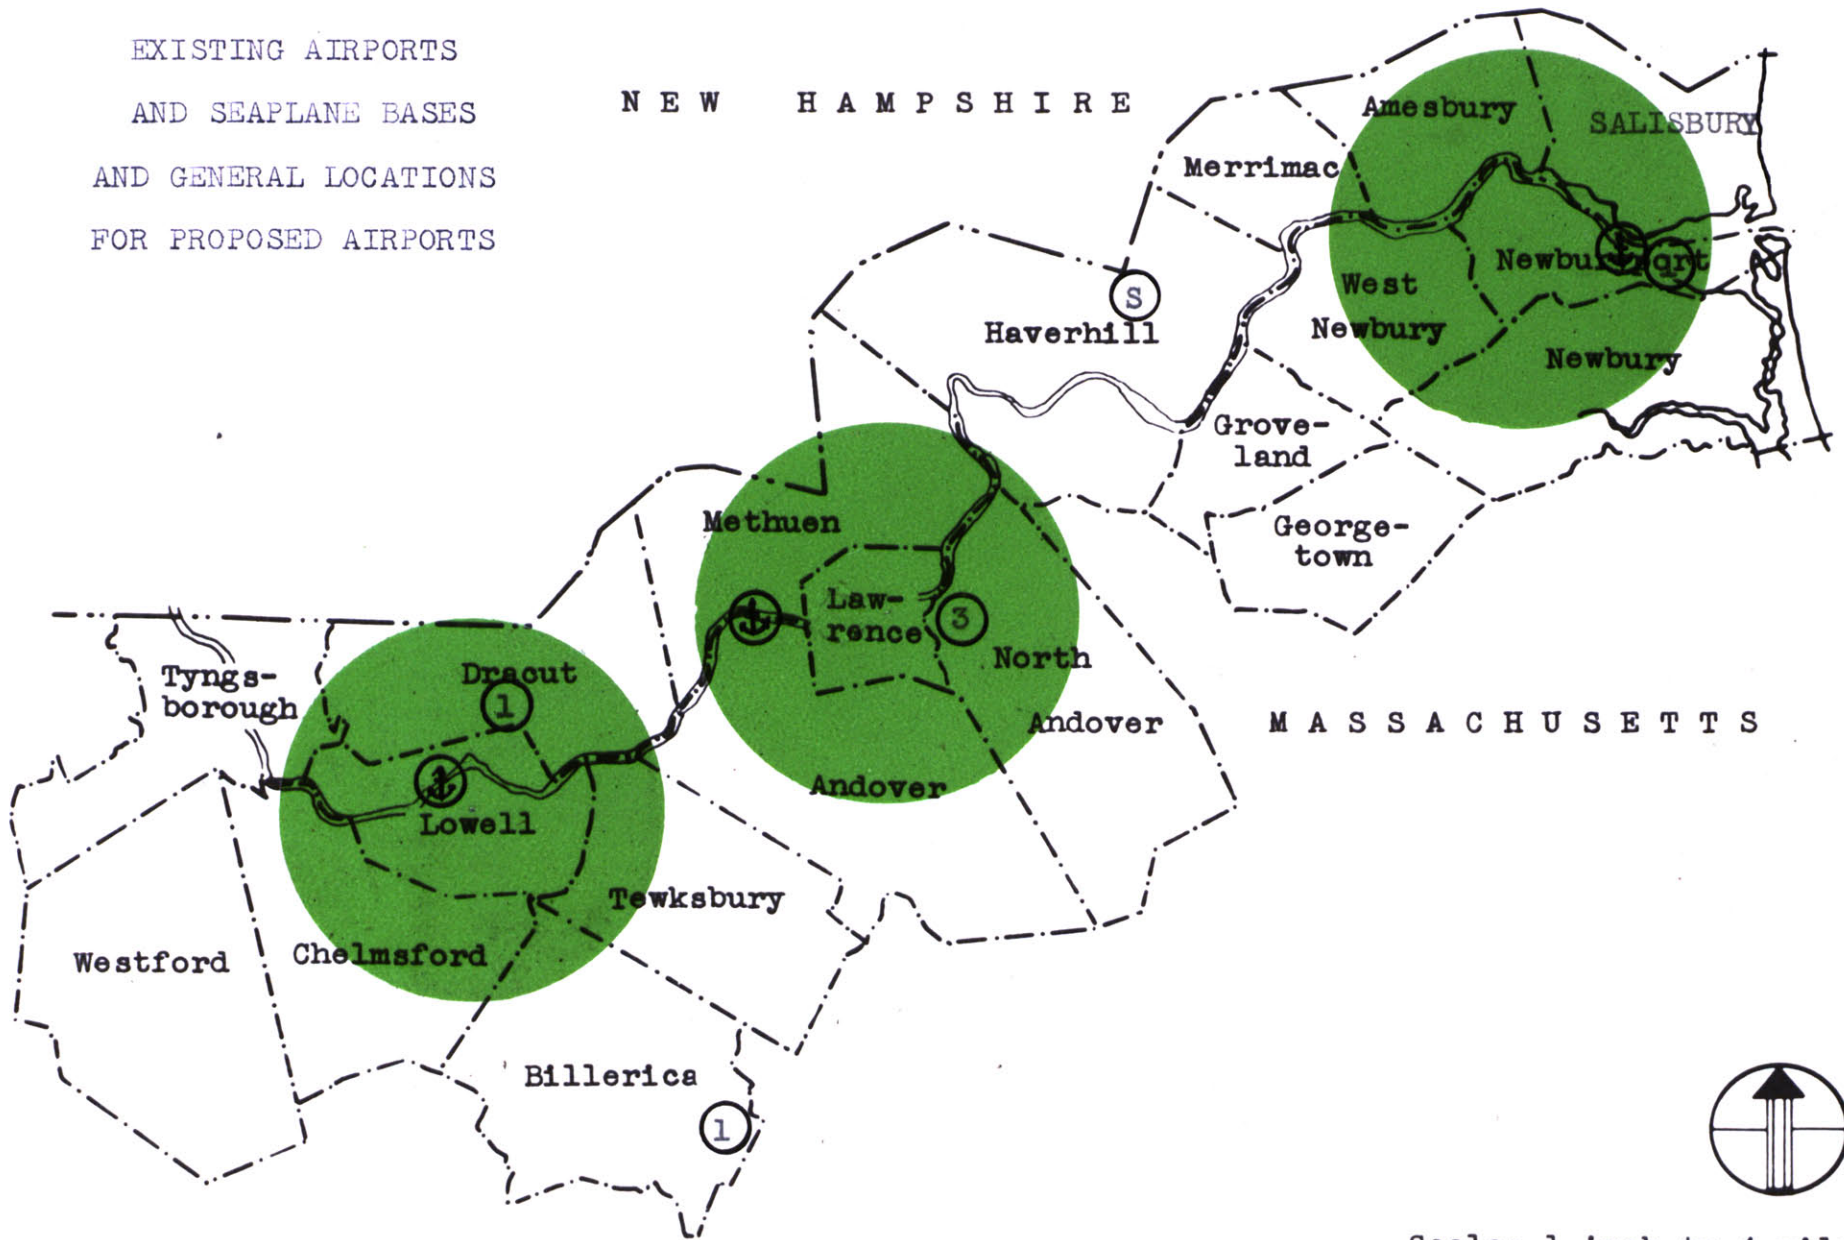 EXISTING AIRPORTS
AND SEAPLANE BASES
AND GENERAL LOCATIONS
FOR PROPOSED AIRPORTS
NEW HAMPSHIRE
Amesbury
SALISBURY
Merrimac
Newburyport
1
West
Newbury
Newbury
S
Haverhill
Grove-
land
George-
town
Methuen
Law-
rence
3
North
Andover
MASSACHUSETTS
Andover
Tyngs-
borough
Dracut
1
Lowell
Tewksbury
Westford
Chelmsford
Billerica
1